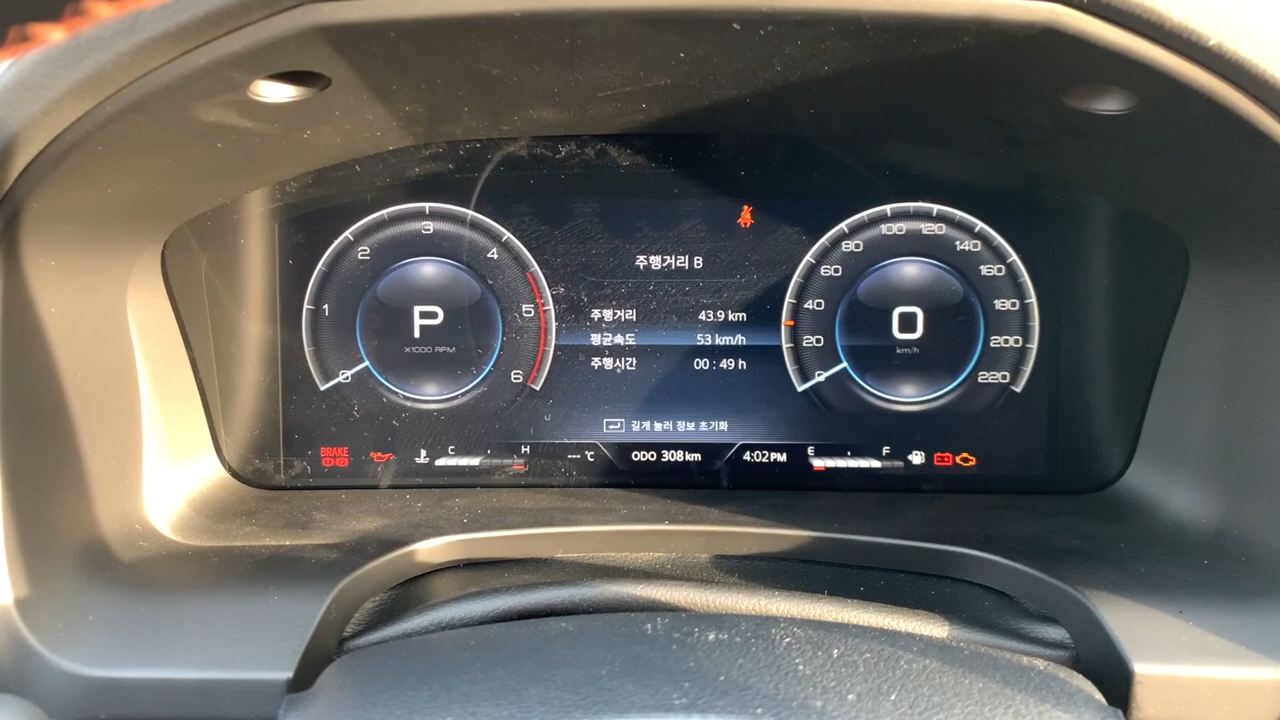 주행거리 B
주행거리 43.9 km
평균속도 53 km/h
주행시간 00 : 49 h
길게 눌러 정보 초기화
0 1 2 3 4 5 6
P
X1000 RPM
0 20 40 60 80 100 120 140 160 180 200 220
0
km/h
BRAKE
C H
--- ℃
ODO 308 km
4:02 PM
E F